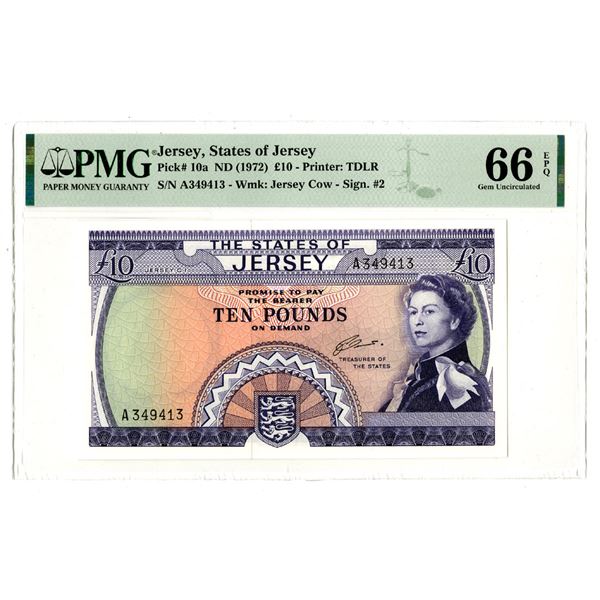 PMG
PAPER MONEY GUARANTY
Jersey, States of Jersey
Pick# 10a ND (1972) £10 - Printer: TDLR
S/N A349413 - Wmk: Jersey Cow - Sign. #2
66 EPQ
Gem Uncirculated
THE STATES OF
£10 JERSEY A349413 £10
JERSEY C.I.
PROMISE TO PAY
THE BEARER
TEN POUNDS
ON DEMAND
TREASURER OF
THE STATES
A349413